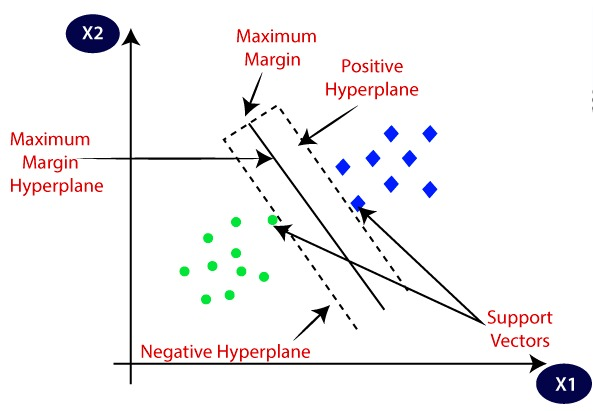 X2
Maximum
Margin
Positive
Hyperplane
Maximum
Margin
Hyperplane
Support
Vectors
Negative Hyperplane
X1